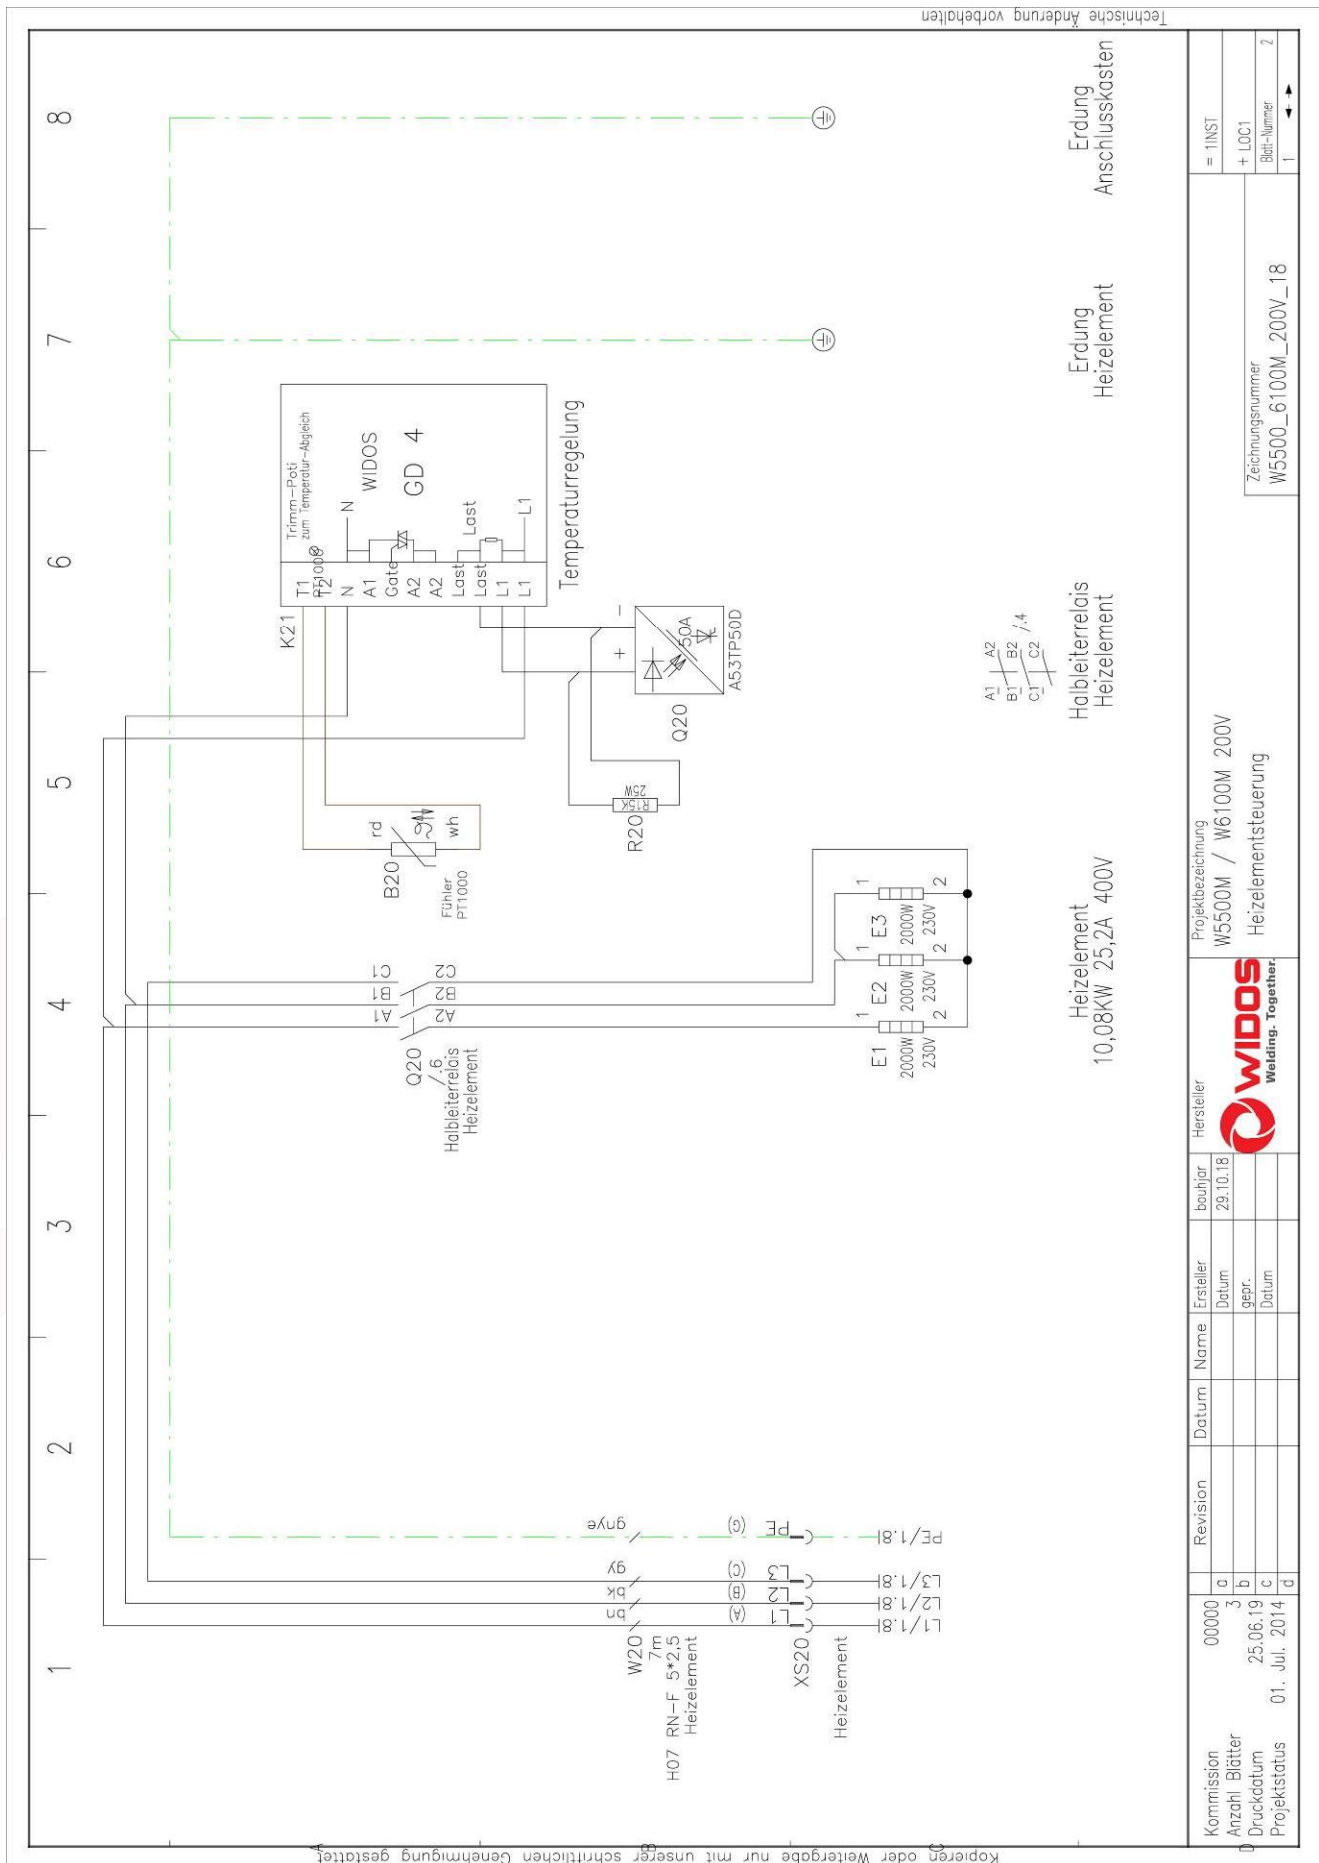 Technische Änderung vorbehalten
Kopieren oder Weitergabe nur mit unserer schriftlichen Genehmigung gestattet
1
2
3
4
5
6
7
8
A
B
C
D
W20
7m
H07 RN-F 5*2,5
Heizelement
bn
bk
gy
gnye
(A)
(B)
(C)
(G)
XS20
L1
L2
L3
PE
Heizelement
L1/1.8
L2/1.8
L3/1.8
PE/1.8
Q20
/.6
Halbleiterrelais
Heizelement
A1
B1
C1
A2
B2
C2
E1
2000W
230V
1
2
E2
2000W
230V
1
2
E3
2000W
230V
1
2
Heizelement
10,08KW 25,2A 400V
B20
Fühler
PT1000
rd
wh
R20
R15K
25W
Q20
+
-
50A
A53TP50D
K21
T1
PT1000
T2
N
A1
Gate
A2
A2
Last
Last
L1
L1
Trimm-Poti
zum Temperatur-Abgleich
N
WIDOS
GD 4
Last
L1
Temperaturregelung
A1 A2
B1 B2 /.4
C1 C2
Halbleiterrelais
Heizelement
Erdung
Heizelement
Erdung
Anschlusskasten
Kommission 00000
Anzahl Blätter 3
Druckdatum 25.06.19
Projektstatus 01. Jul. 2014
a
b
c
d
Revision
Datum
Name
Ersteller bouhjar
Datum 29.10.18
gepr.
Datum
Hersteller
WIDOS
Welding. Together.
Projektbezeichnung
W5500M / W6100M 200V
Heizelementsteuerung
Zeichnungsnummer
W5500_6100M_200V_18
= 1INST
+ LOC1
Blatt-Nummer 2
1